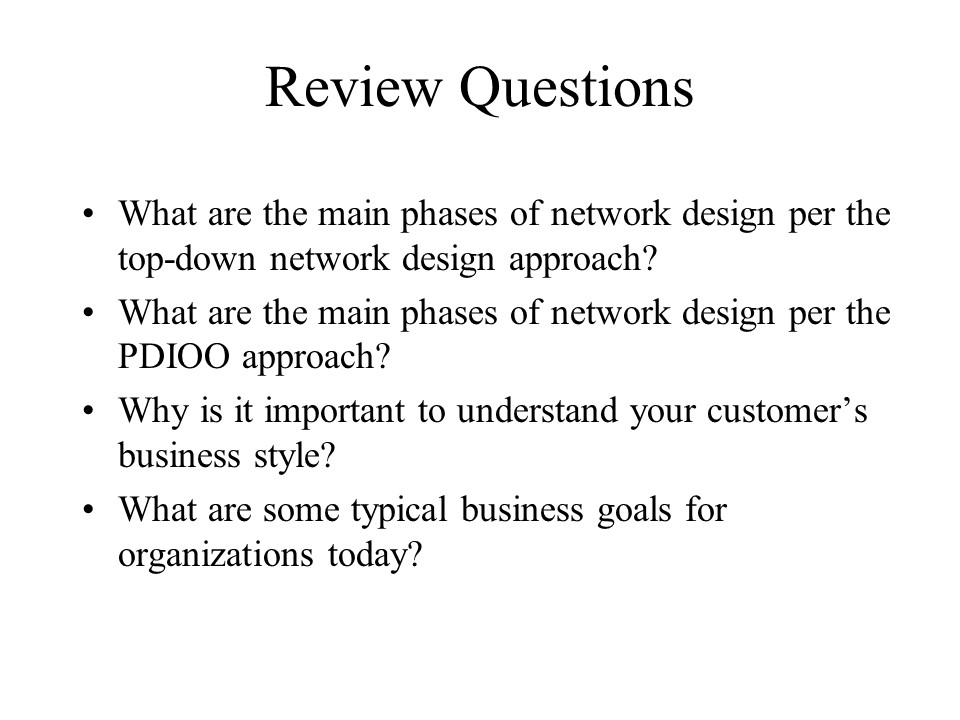 Review Questions
• What are the main phases of network design per the
top-down network design approach?
• What are the main phases of network design per the
PDIOO approach?
• Why is it important to understand your customer’s
business style?
• What are some typical business goals for
organizations today?